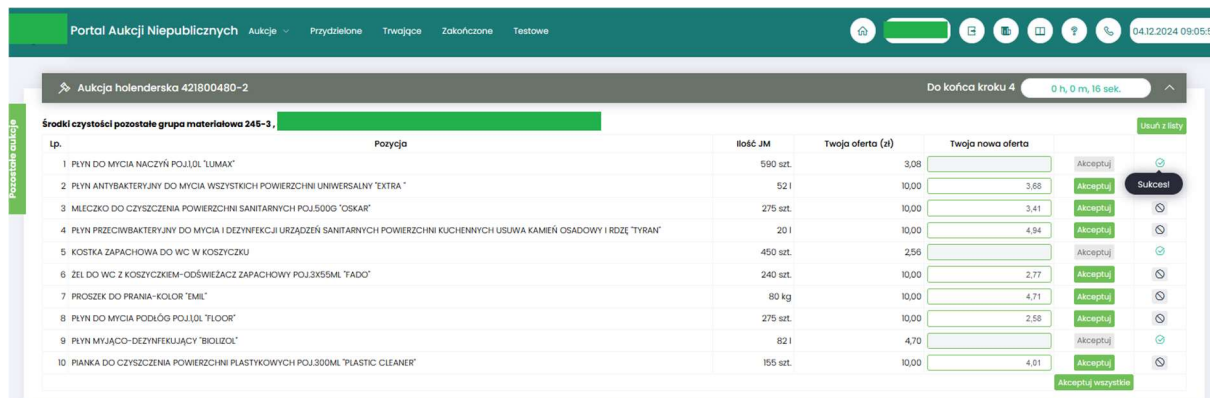 Portal Aukcji Niepublicznych Aukcje Przydzielone Trwające Zakończone Testowe 04.12.2024 09:05:5
Aukcja holenderska 421800480-2 Do końca kroku 4 0 h, 0 m, 16 sek.
Pozostałe aukcje
Środki czystości pozostałe grupa materiałowa 245-3 , Usuń z listy
Lp. Pozycja Ilość JM Twoja oferta (zł) Twoja nowa oferta
1 PŁYN DO MYCIA NACZYŃ POJ.1,0L "LUMAX" 590 szt. 3,08 Akceptuj
2 PŁYN ANTYBAKTERYJNY DO MYCIA WSZYSTKICH POWIERZCHNI UNIWERSALNY "EXTRA " 52 l 10,00 3,68 Akceptuj Sukces!
3 MLECZKO DO CZYSZCZENIA POWIERZCHNI SANITARNYCH POJ.500G "OSKAR" 275 szt. 10,00 3,41 Akceptuj
4 PŁYN PRZECIWBAKTERYJNY DO MYCIA I DEZYNFEKCJI URZĄDZEŃ SANITARNYCH POWIERZCHNI KUCHENNYCH USUWA KAMIEŃ OSADOWY I RDZĘ "TYRAN" 20 l 10,00 4,94 Akceptuj
5 KOSTKA ZAPACHOWA DO WC W KOSZYCZKU 450 szt. 2,56 Akceptuj
6 ŻEL DO WC Z KOSZYCZKIEM-ODŚWIEŻACZ ZAPACHOWY POJ.3X55ML "FADO" 240 szt. 10,00 2,77 Akceptuj
7 PROSZEK DO PRANIA-KOLOR "EMIL" 80 kg 10,00 4,71 Akceptuj
8 PŁYN DO MYCIA PODŁÓG POJ.1,0L "FLOOR" 275 szt. 10,00 2,58 Akceptuj
9 PŁYN MYJĄCO-DEZYNFEKUJĄCY "BIOLIZOL" 82 l 4,70 Akceptuj
10 PIANKA DO CZYSZCZENIA POWIERZCHNI PLASTYKOWYCH POJ.300ML "PLASTIC CLEANER" 155 szt. 10,00 4,01 Akceptuj
Akceptuj wszystkie